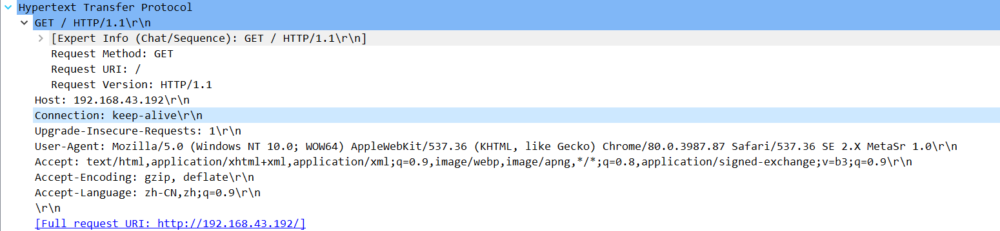 Hypertext Transfer Protocol
GET / HTTP/1.1\r\n
[Expert Info (Chat/Sequence): GET / HTTP/1.1\r\n]
Request Method: GET
Request URI: /
Request Version: HTTP/1.1
Host: 192.168.43.192\r\n
Connection: keep-alive\r\n
Upgrade-Insecure-Requests: 1\r\n
User-Agent: Mozilla/5.0 (Windows NT 10.0; WOW64) AppleWebKit/537.36 (KHTML, like Gecko) Chrome/80.0.3987.87 Safari/537.36 SE 2.X MetaSr 1.0\r\n
Accept: text/html,application/xhtml+xml,application/xml;q=0.9,image/webp,image/apng,*/*;q=0.8,application/signed-exchange;v=b3;q=0.9\r\n
Accept-Encoding: gzip, deflate\r\n
Accept-Language: zh-CN,zh;q=0.9\r\n
\r\n
[Full request URI: http://192.168.43.192/]